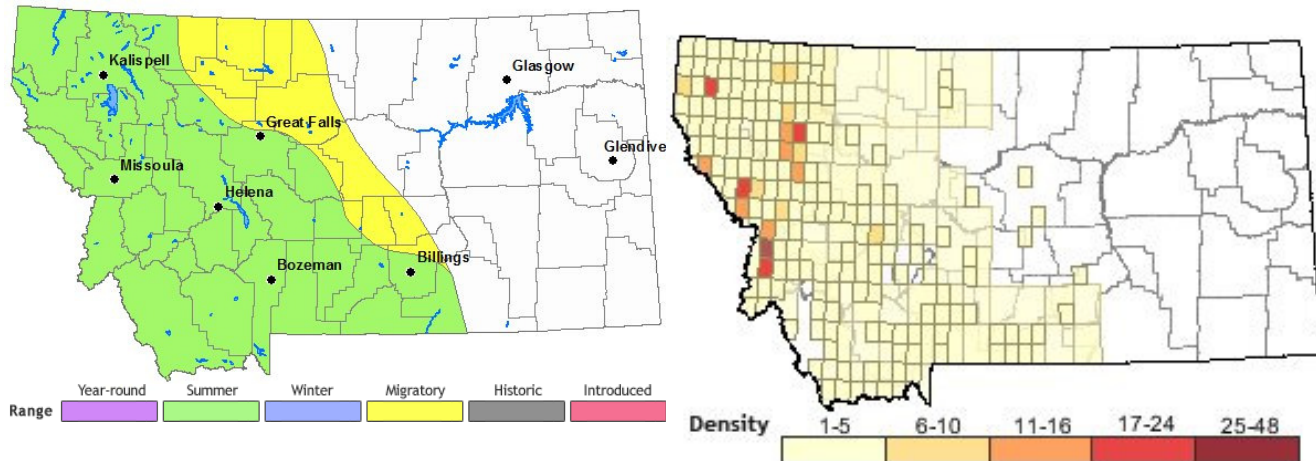 Kalispell
Glasgow
Great Falls
Glendive
Missoula
Helena
Billings
Bozeman
Year-round Summer Winter Migratory Historic Introduced
Range
Density 1-5 6-10 11-16 17-24 25-48